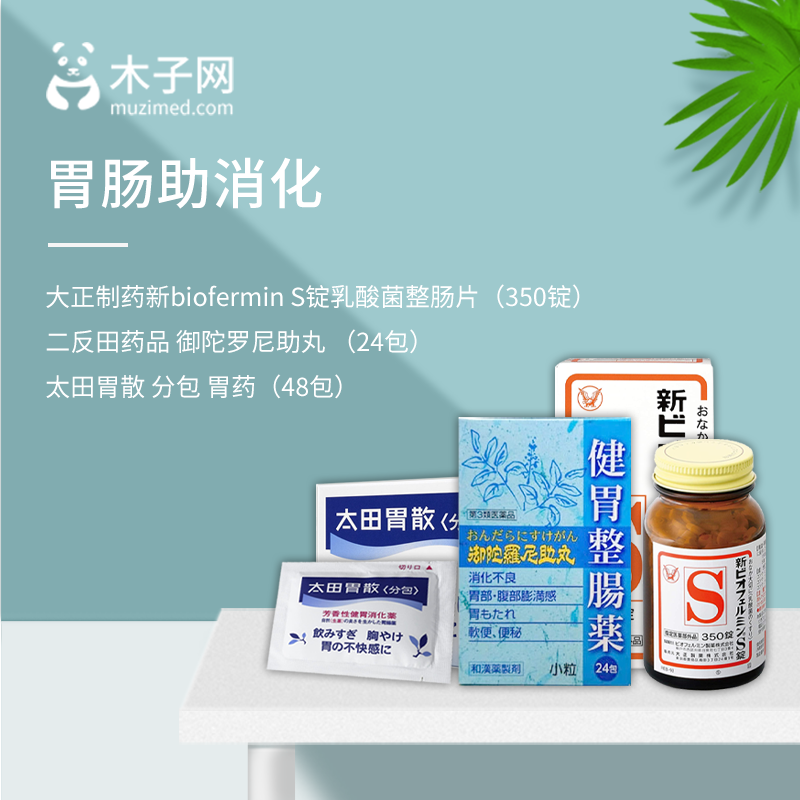 木子网
muzimed.com
胃肠助消化
大正制药新biofermin S锭乳酸菌整肠片（350锭）
二反田药品 御陀罗尼助丸 （24包）
太田胃散 分包 胃药（48包）
新ビ
おなか
太田胃散〈分
切り口
太田胃散〈分包〉
芳香性健胃消化薬
飲みすぎ 胸やけ
胃の不快感に
健胃整腸薬
第3類医薬品
おんだらにすけがん
御陀羅尼助丸
消化不良
胃部・腹部膨満感
胃もたれ
軟便、便秘
和漢薬製剤
小粒
24包
S
新ビオフェルミンS錠
指定医薬部外品
350錠